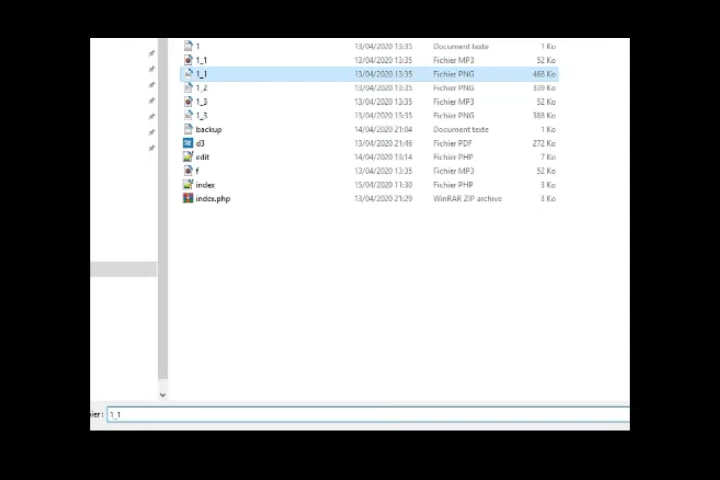 1 13/04/2020 13:35 Document texte 1 Ko
1_1 13/04/2020 13:35 Fichier MP3 52 Ko
1_1 13/04/2020 13:35 Fichier PNG 468 Ko
1_2 13/04/2020 13:35 Fichier PNG 339 Ko
1_3 13/04/2020 13:35 Fichier MP3 52 Ko
1_3 13/04/2020 13:35 Fichier PNG 388 Ko
backup 14/04/2020 21:04 Document texte 1 Ko
d3 13/04/2020 21:46 Fichier PDF 272 Ko
edit 14/04/2020 13:14 Fichier PHP 7 Ko
f 13/04/2020 13:35 Fichier MP3 52 Ko
index 15/04/2020 11:30 Fichier PHP 3 Ko
index.php 13/04/2020 21:29 WinRAR ZIP archive 3 Ko
ier : 1_1